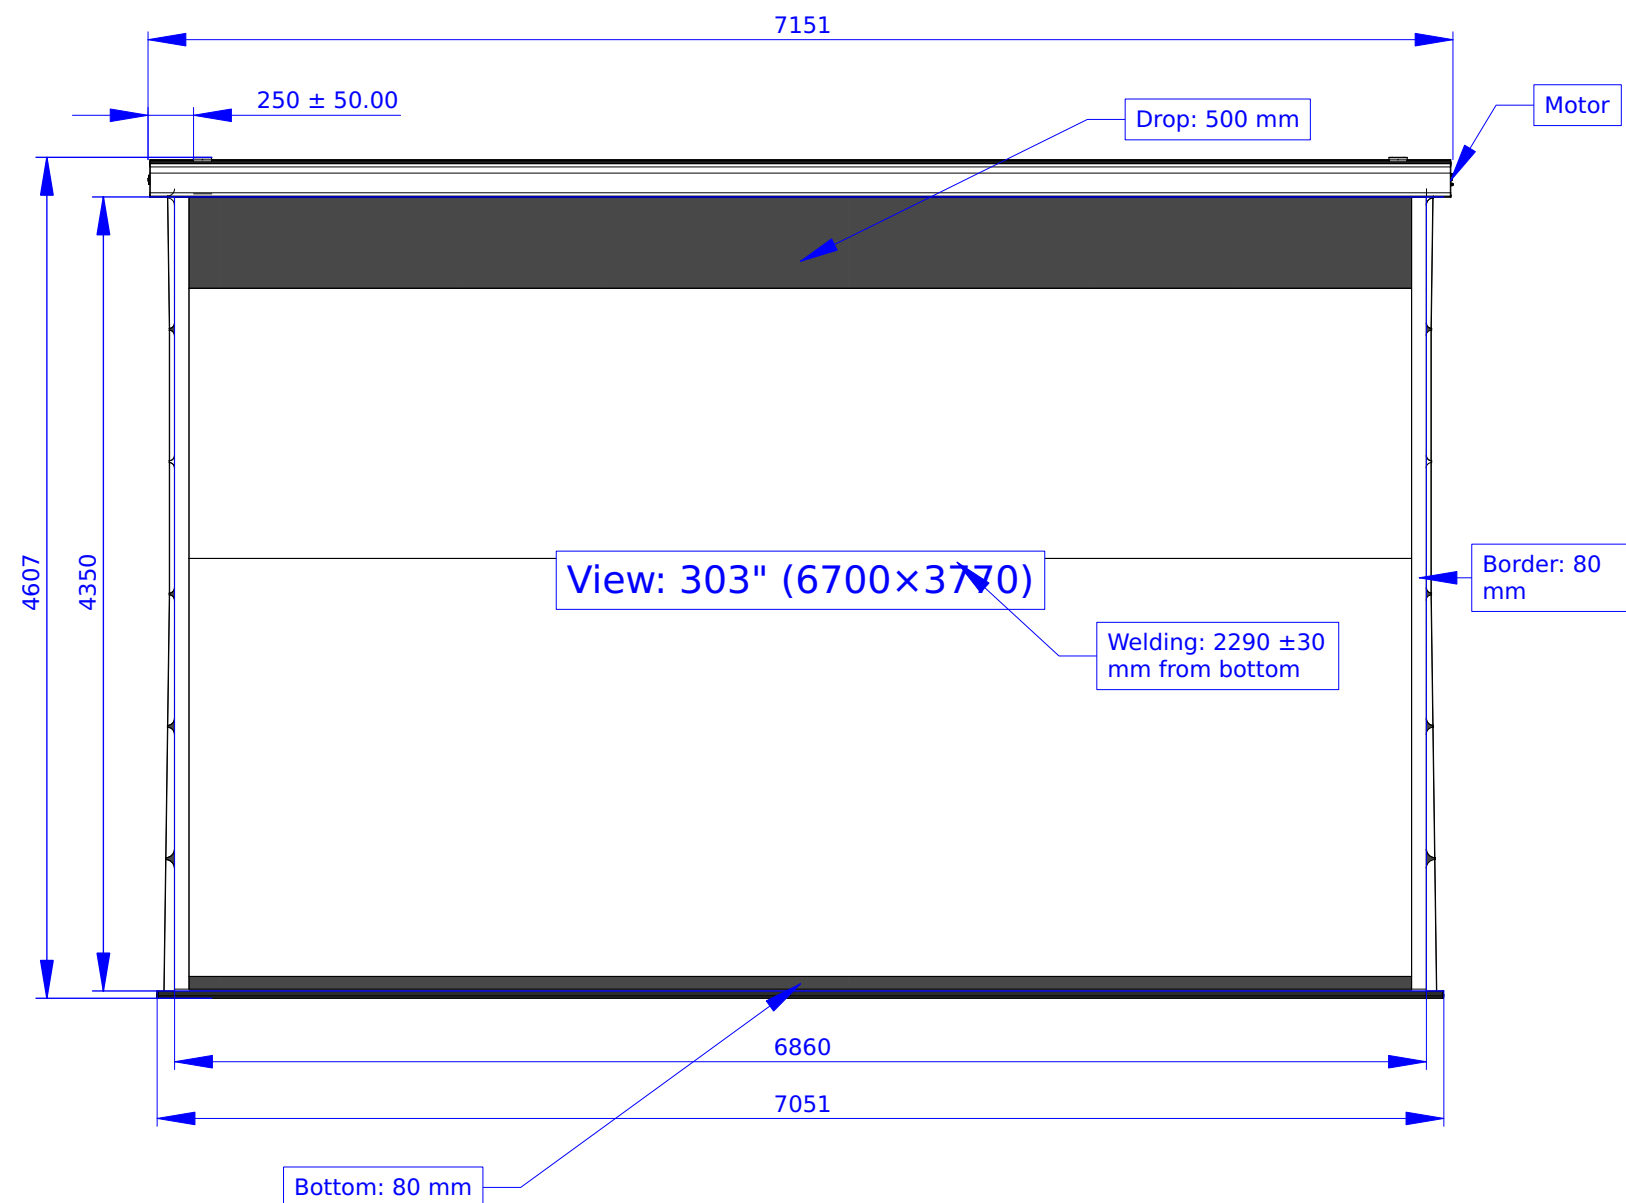 7151
250 ± 50.00
Drop: 500 mm
Motor
4607
4350
View: 303" (6700×3770)
Border: 80
mm
Welding: 2290 ±30
mm from bottom
6860
7051
Bottom: 80 mm